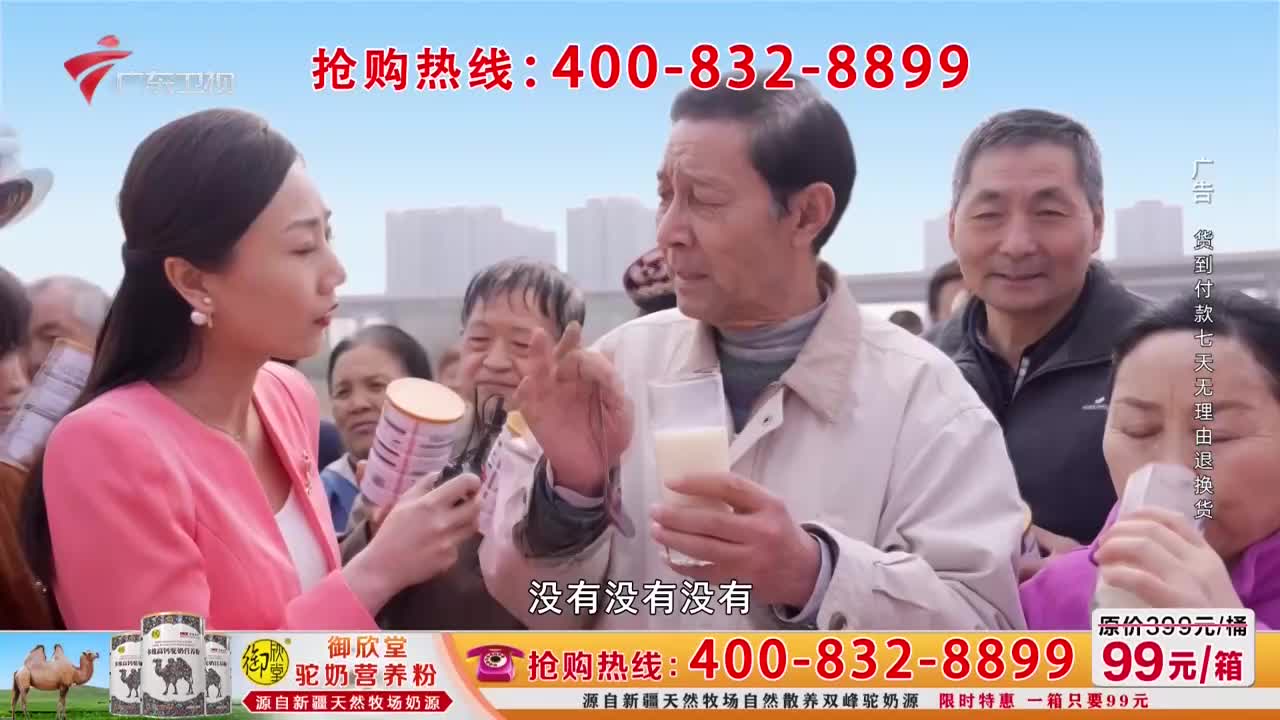 广东卫视
抢购热线：400-832-8899
广告 货到付款七天无理由退换货
没有没有没有
御欣堂
御欣堂
驼奶营养粉
源自新疆天然牧场奶源
抢购热线：400-832-8899
原价399元/桶
99元/箱
源自新疆天然牧场自然散养双峰驼奶源 限时特惠 一箱只要99元